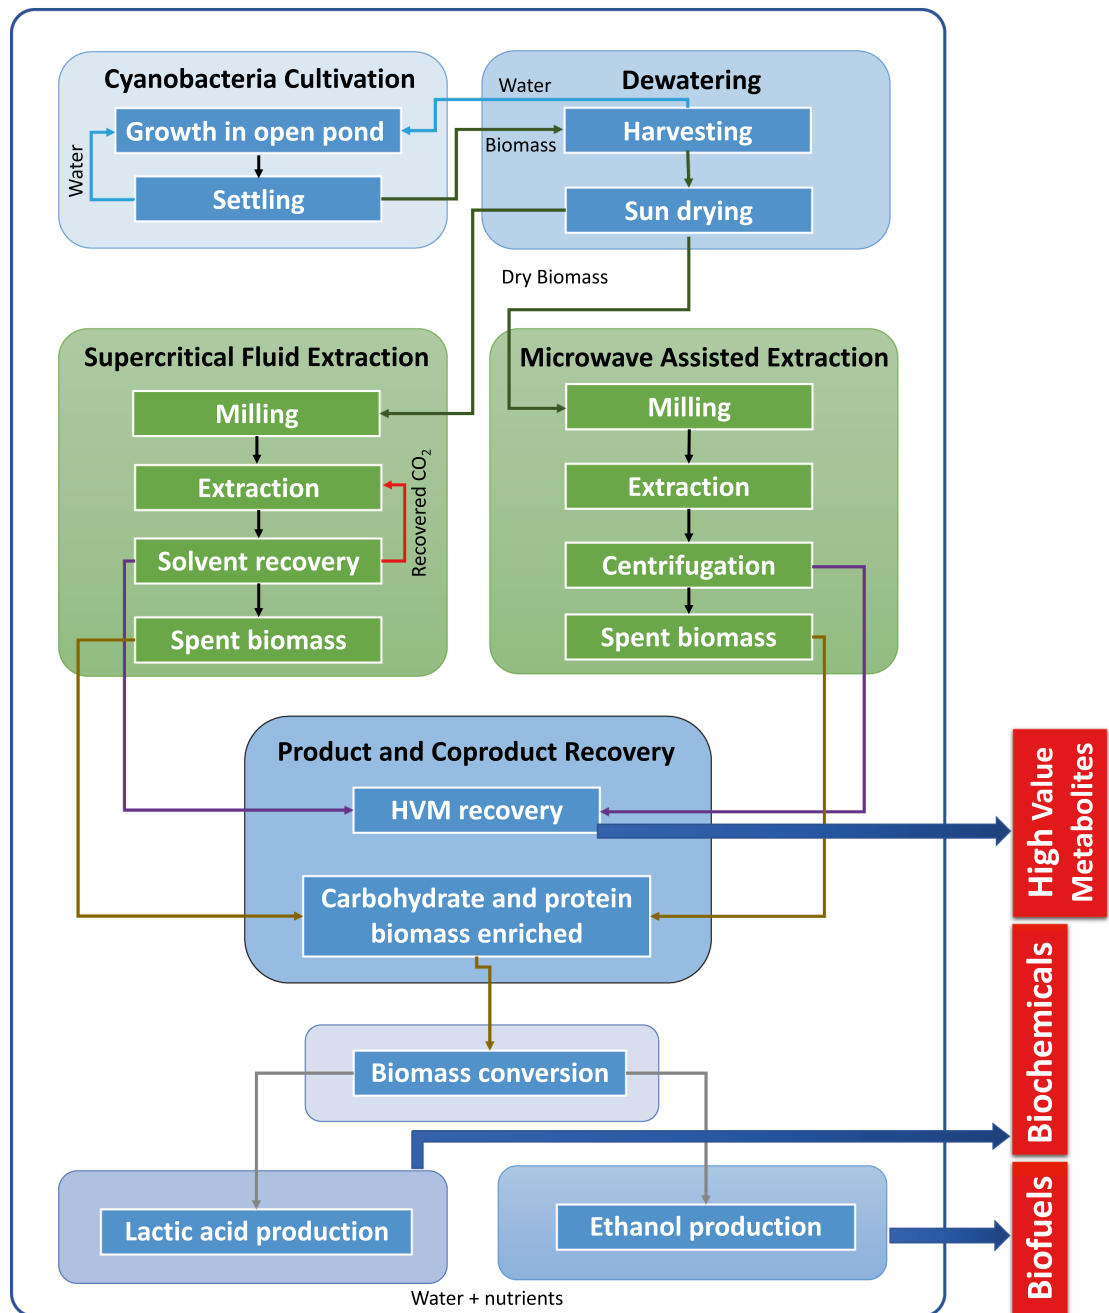 Cyanobacteria Cultivation
Growth in open pond
Settling
Water
Water
Biomass
Dewatering
Harvesting
Sun drying
Dry Biomass
Supercritical Fluid Extraction
Milling
Extraction
Solvent recovery
Spent biomass
Recovered CO₂
Microwave Assisted Extraction
Milling
Extraction
Centrifugation
Spent biomass
Product and Coproduct Recovery
HVM recovery
Carbohydrate and protein
biomass enriched
High Value
Metabolites
Biomass conversion
Biochemicals
Lactic acid production
Ethanol production
Biofuels
Water + nutrients